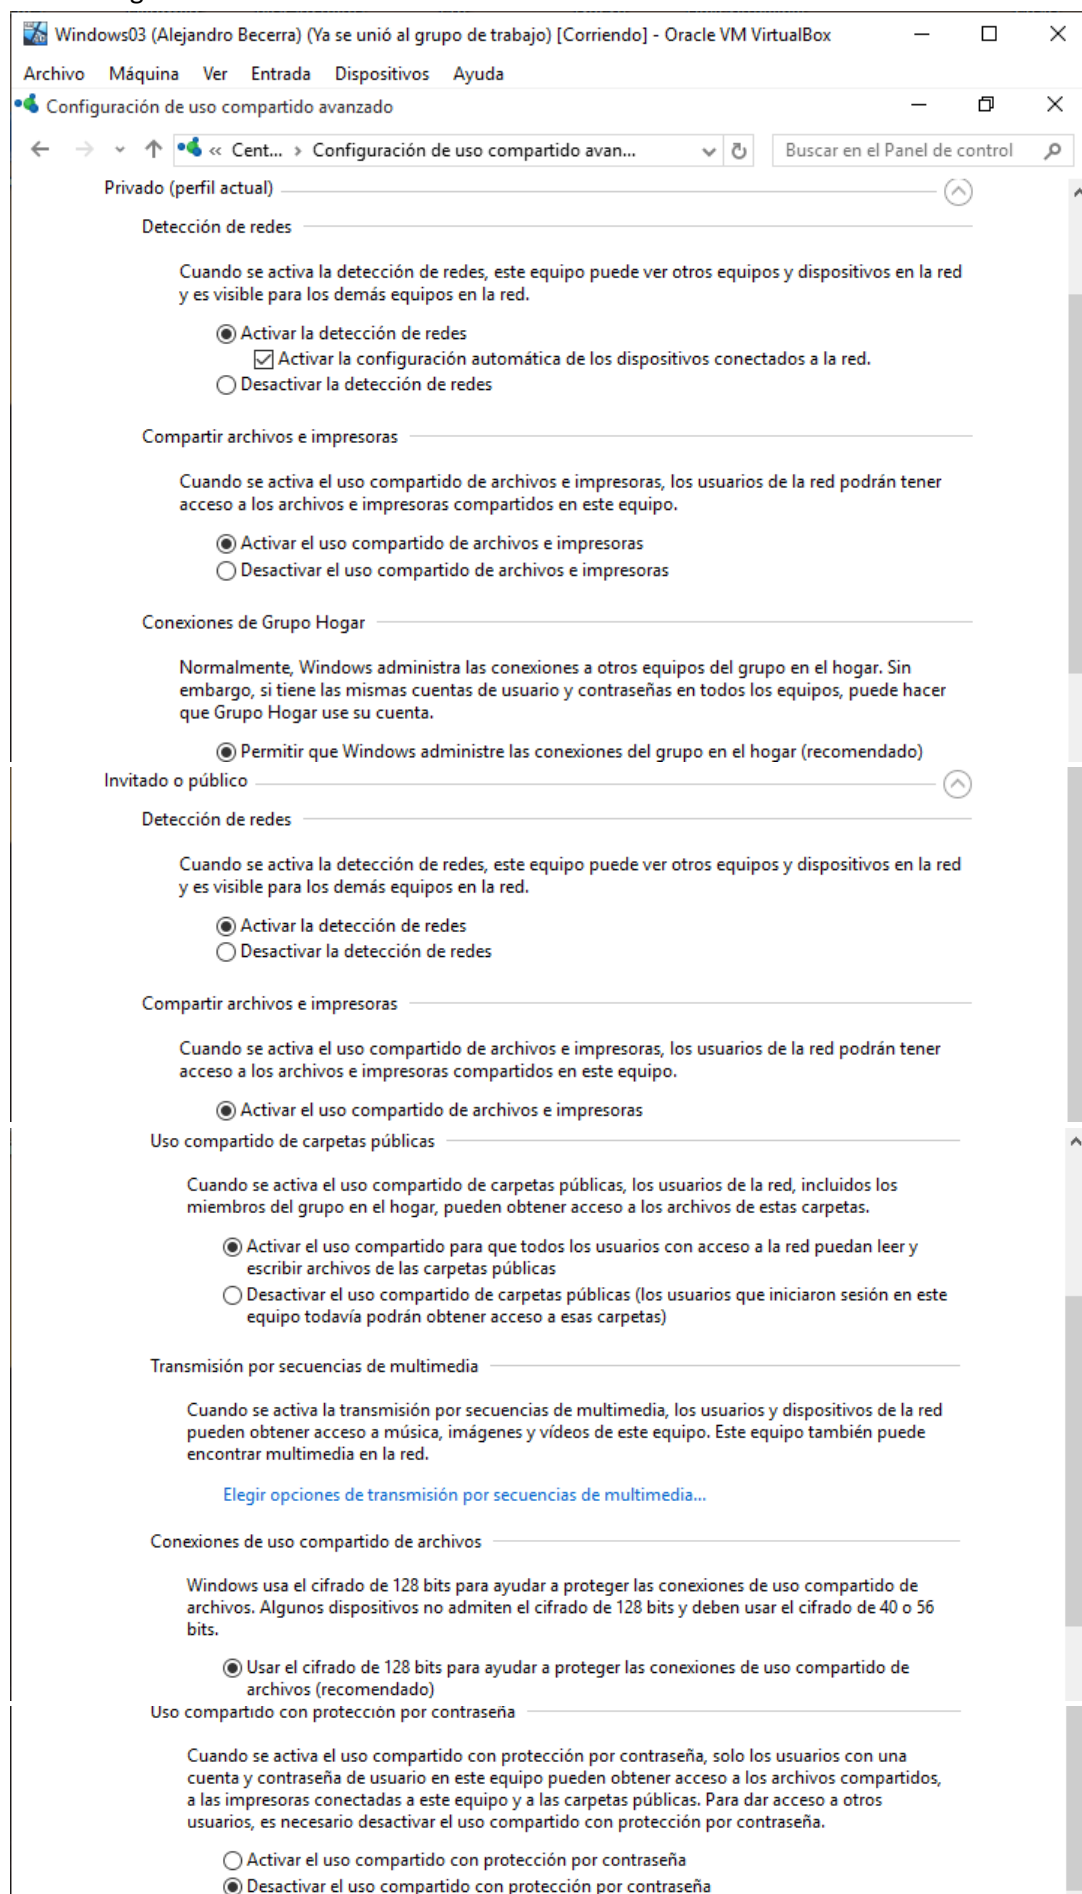 Windows03 (Alejandro Becerra) (Ya se unió al grupo de trabajo) [Corriendo] - Oracle VM VirtualBox
Archivo Máquina Ver Entrada Dispositivos Ayuda
Configuración de uso compartido avanzado
« Cent... › Configuración de uso compartido avan... Buscar en el Panel de control
Privado (perfil actual)
Detección de redes
Cuando se activa la detección de redes, este equipo puede ver otros equipos y dispositivos en la red
y es visible para los demás equipos en la red.
Activar la detección de redes
Activar la configuración automática de los dispositivos conectados a la red.
Desactivar la detección de redes
Compartir archivos e impresoras
Cuando se activa el uso compartido de archivos e impresoras, los usuarios de la red podrán tener
acceso a los archivos e impresoras compartidos en este equipo.
Activar el uso compartido de archivos e impresoras
Desactivar el uso compartido de archivos e impresoras
Conexiones de Grupo Hogar
Normalmente, Windows administra las conexiones a otros equipos del grupo en el hogar. Sin
embargo, si tiene las mismas cuentas de usuario y contraseñas en todos los equipos, puede hacer
que Grupo Hogar use su cuenta.
Permitir que Windows administre las conexiones del grupo en el hogar (recomendado)
Invitado o público
Detección de redes
Cuando se activa la detección de redes, este equipo puede ver otros equipos y dispositivos en la red
y es visible para los demás equipos en la red.
Activar la detección de redes
Desactivar la detección de redes
Compartir archivos e impresoras
Cuando se activa el uso compartido de archivos e impresoras, los usuarios de la red podrán tener
acceso a los archivos e impresoras compartidos en este equipo.
Activar el uso compartido de archivos e impresoras
Uso compartido de carpetas públicas
Cuando se activa el uso compartido de carpetas públicas, los usuarios de la red, incluidos los
miembros del grupo en el hogar, pueden obtener acceso a los archivos de estas carpetas.
Activar el uso compartido para que todos los usuarios con acceso a la red puedan leer y
escribir archivos de las carpetas públicas
Desactivar el uso compartido de carpetas públicas (los usuarios que iniciaron sesión en este
equipo todavía podrán obtener acceso a esas carpetas)
Transmisión por secuencias de multimedia
Cuando se activa la transmisión por secuencias de multimedia, los usuarios y dispositivos de la red
pueden obtener acceso a música, imágenes y vídeos de este equipo. Este equipo también puede
encontrar multimedia en la red.
Elegir opciones de transmisión por secuencias de multimedia...
Conexiones de uso compartido de archivos
Windows usa el cifrado de 128 bits para ayudar a proteger las conexiones de uso compartido de
archivos. Algunos dispositivos no admiten el cifrado de 128 bits y deben usar el cifrado de 40 o 56
bits.
Usar el cifrado de 128 bits para ayudar a proteger las conexiones de uso compartido de
archivos (recomendado)
Uso compartido con protección por contraseña
Cuando se activa el uso compartido con protección por contraseña, solo los usuarios con una
cuenta y contraseña de usuario en este equipo pueden obtener acceso a los archivos compartidos,
a las impresoras conectadas a este equipo y a las carpetas públicas. Para dar acceso a otros
usuarios, es necesario desactivar el uso compartido con protección por contraseña.
Activar el uso compartido con protección por contraseña
Desactivar el uso compartido con protección por contraseña